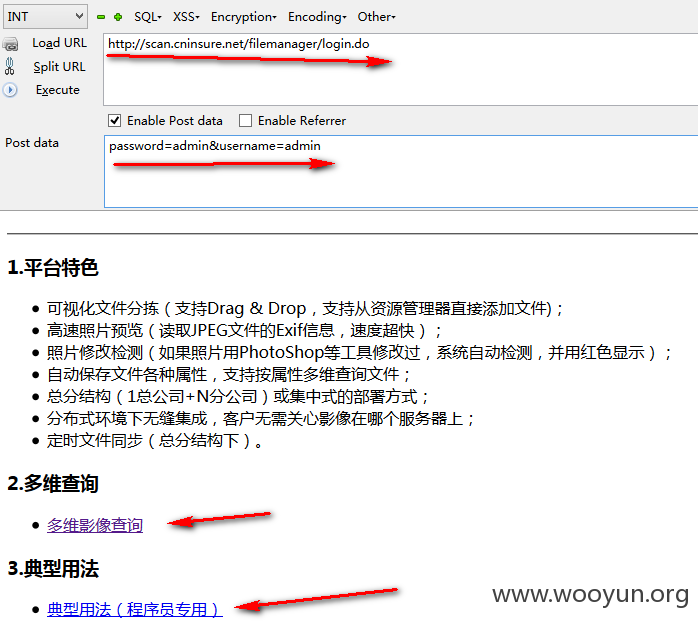 INT SQL XSS Encryption Encoding Other
Load URL http://scan.cninsure.net/filemanager/login.do
Split URL
Execute
Enable Post data Enable Referrer
Post data password=admin&username=admin
1.平台特色
可视化文件分拣（支持Drag & Drop，支持从资源管理器直接添加文件）；
高速照片预览（读取JPEG文件的Exif信息，速度超快）；
照片修改检测（如果照片用PhotoShop等工具修改过，系统自动检测，并用红色显示）；
自动保存文件各种属性，支持按属性多维查询文件；
总分结构（1总公司+N分公司）或集中式的部署方式；
分布式环境下无缝集成，客户无需关心影像在哪个服务器上；
定时文件同步（总分结构下）。
2.多维查询
多维影像查询
3.典型用法
典型用法（程序员专用）
www.wooyun.org